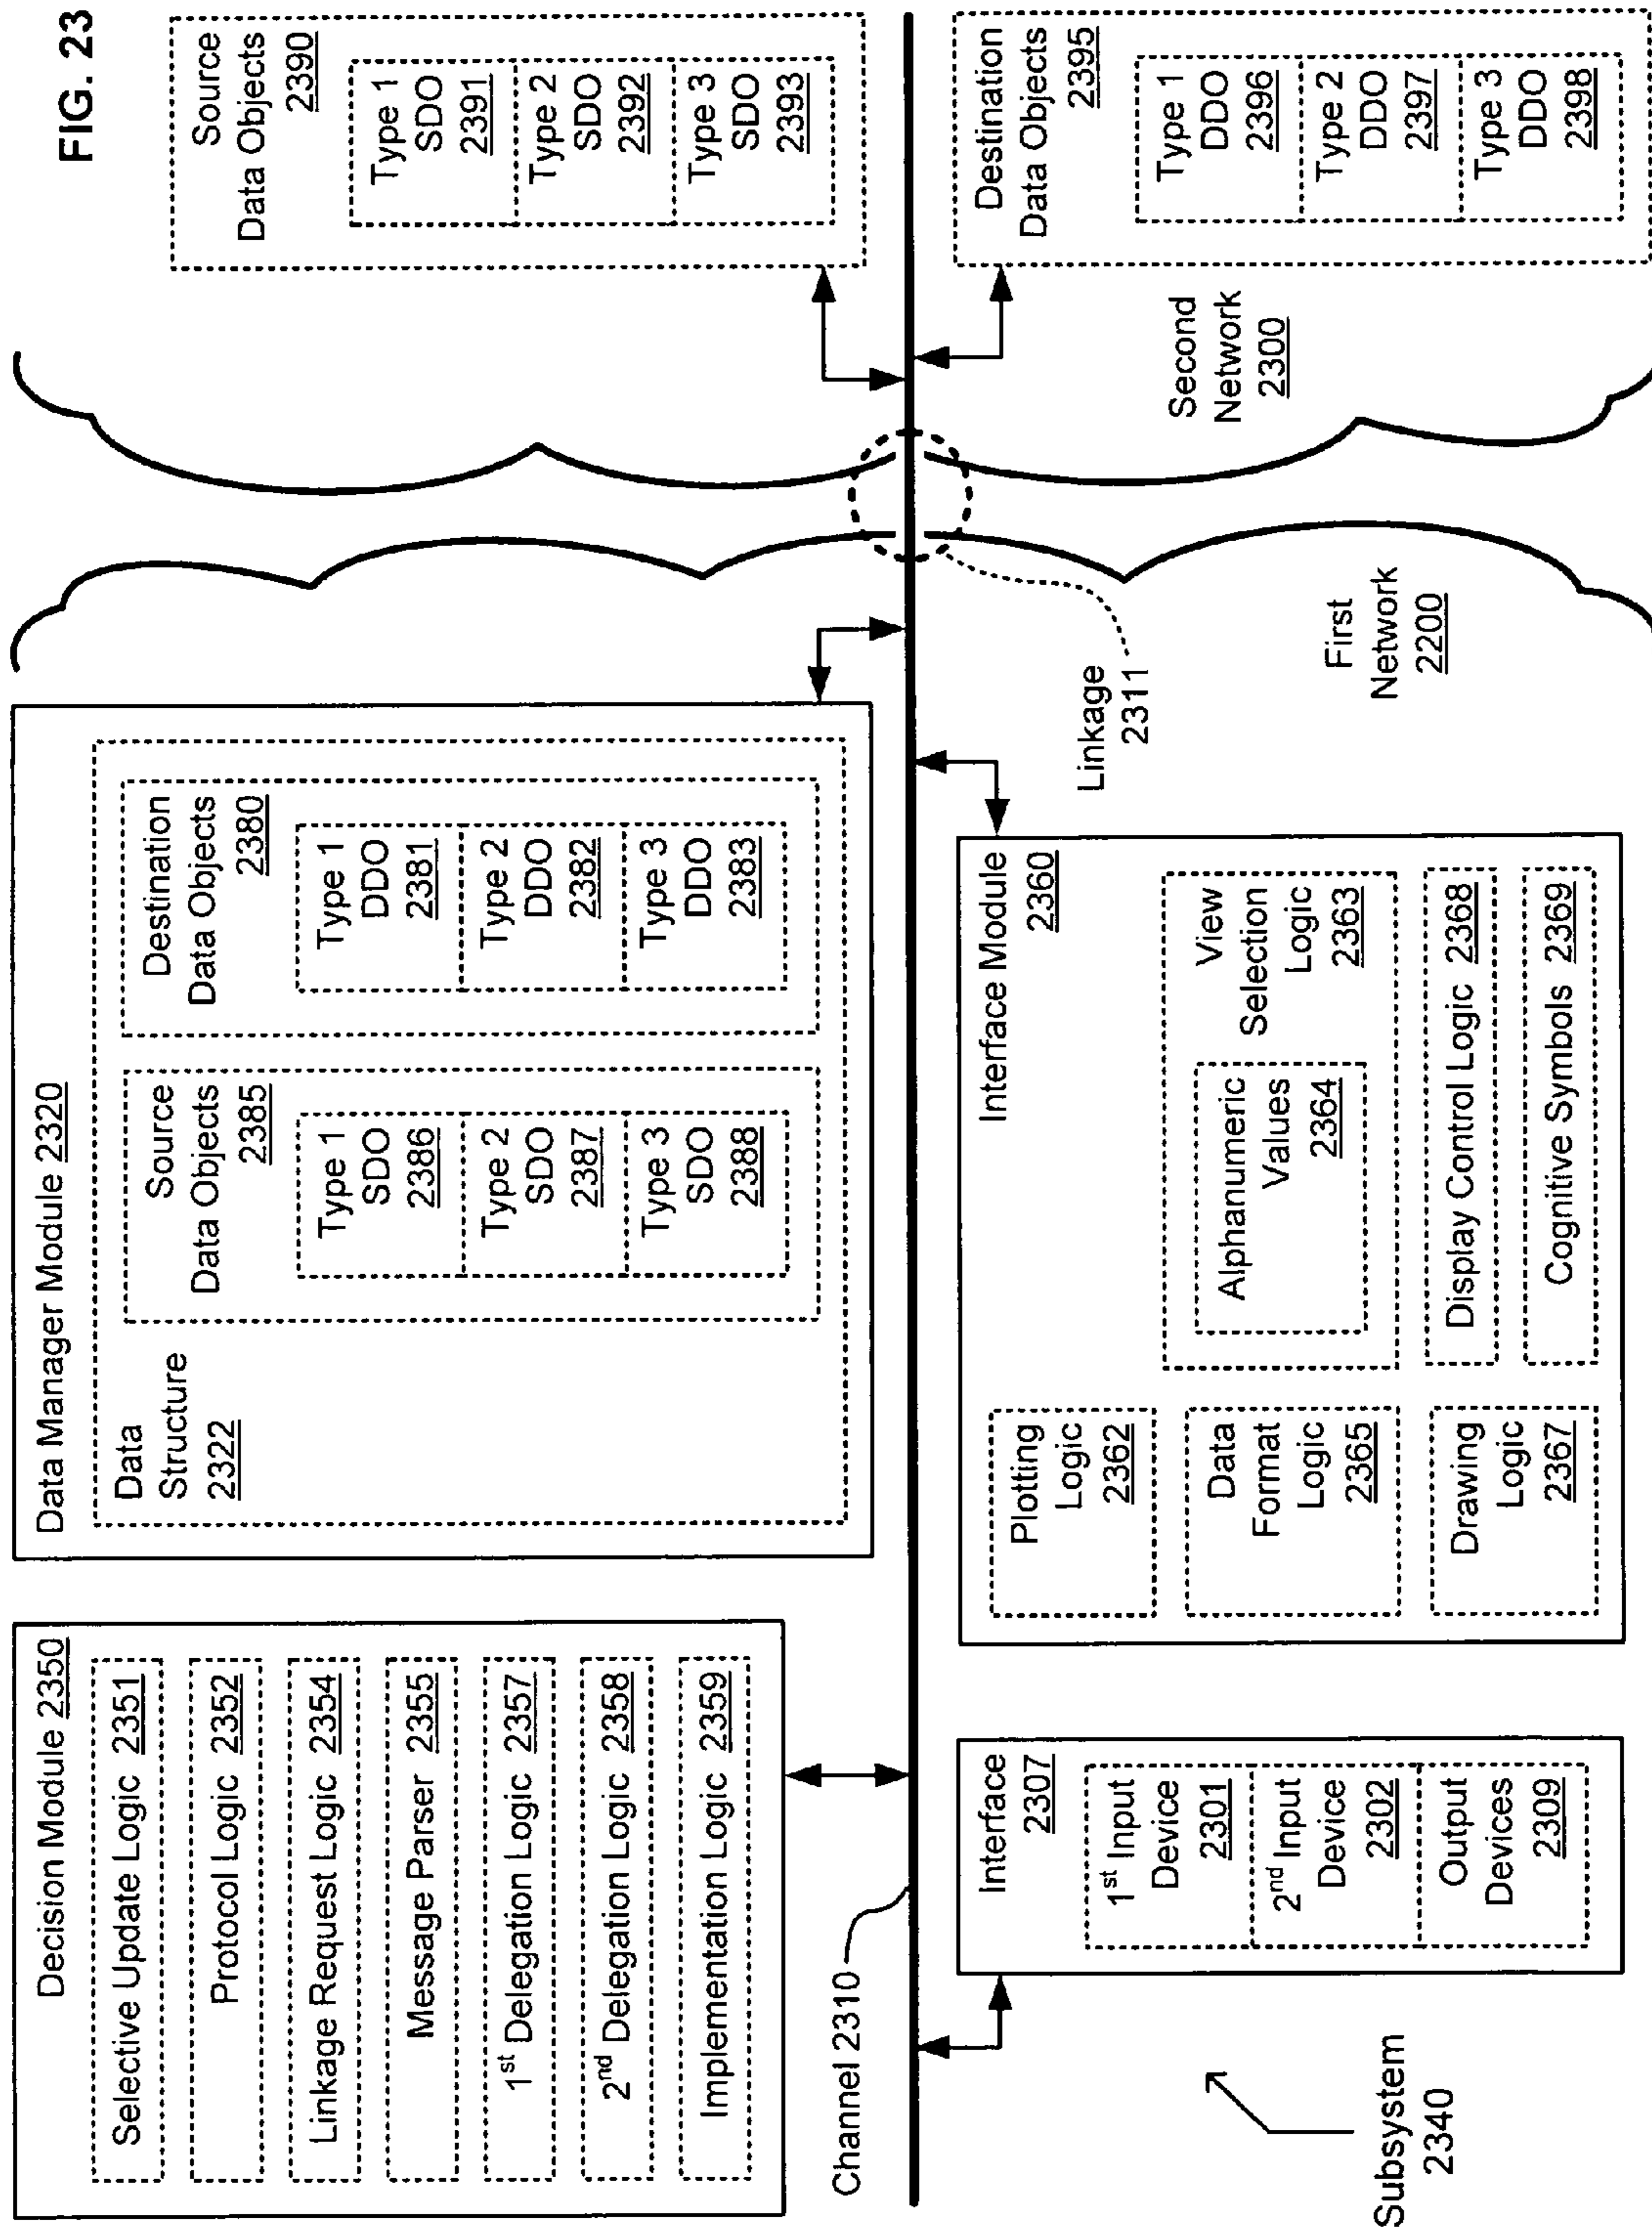 FIG. 23
Decision Module 2350
Selective Update Logic 2351
Protocol Logic 2352
Linkage Request Logic 2354
Message Parser 2355
1st Delegation Logic 2357
2nd Delegation Logic 2358
Implementation Logic 2359
Data Manager Module 2320
Data
Structure
2322
Source
Data Objects
2385
Type 1
SDO
2386
Type 2
SDO
2387
Type 3
SDO
2388
Destination
Data Objects
2380
Type 1
DDO
2381
Type 2
DDO
2382
Type 3
DDO
2383
Source
Data Objects
2390
Type 1
SDO
2391
Type 2
SDO
2392
Type 3
SDO
2393
Channel 2310
Interface
2307
1st Input
Device
2301
2nd Input
Device
2302
Output
Devices
2309
Subsystem
2340
Interface Module
2360
Plotting
Logic
2362
Data
Format
Logic
2365
Drawing
Logic
2367
View
Selection
Logic
2363
Alphanumeric
Values
2364
Display Control Logic 2368
Cognitive Symbols 2369
Linkage
2311
First
Network
2200
Second
Network
2300
Destination
Data Objects
2395
Type 1
DDO
2396
Type 2
DDO
2397
Type 3
DDO
2398